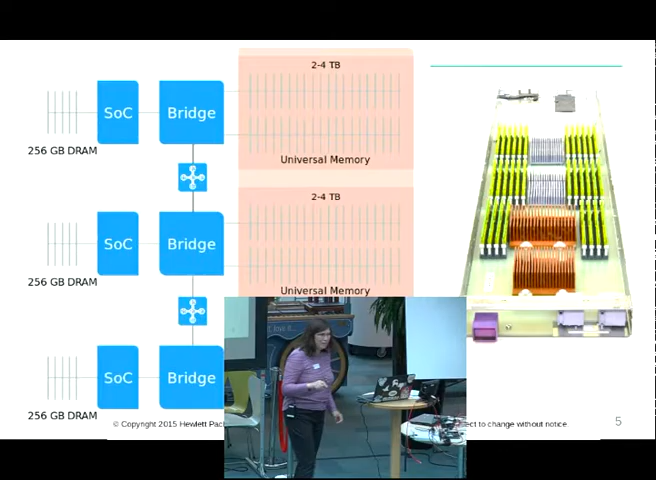 2-4 TB
SoC
Bridge
256 GB DRAM
Universal Memory
2-4 TB
SoC
Bridge
256 GB DRAM
Universal Memory
SoC
Bridge
256 GB DRAM
© Copyright 2015 Hewlett
ect to change without notice.
5